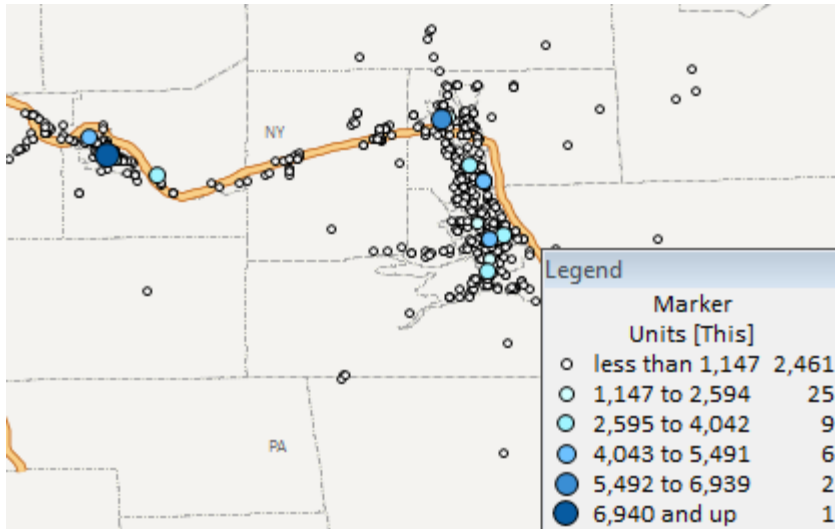 NY
PA
Legend
Marker
Units [This]
less than 1,147 2,461
1,147 to 2,594 25
2,595 to 4,042 9
4,043 to 5,491 6
5,492 to 6,939 2
6,940 and up 1